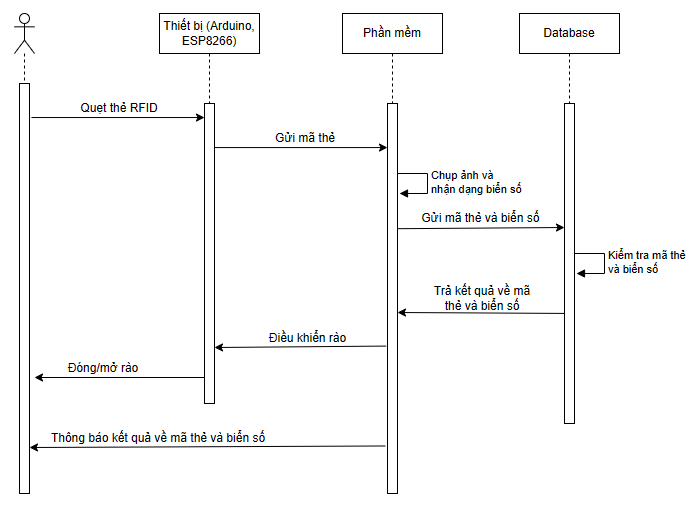 Thiết bị (Arduino,
ESP8266)
Phần mềm
Database
Quẹt thẻ RFID
Gửi mã thẻ
Chụp ảnh và
nhận dạng biển số
Gửi mã thẻ và biển số
Kiểm tra mã thẻ
và biển số
Trả kết quả về mã
thẻ và biển số
Điều khiển rào
Đóng/mở rào
Thông báo kết quả về mã thẻ và biển số